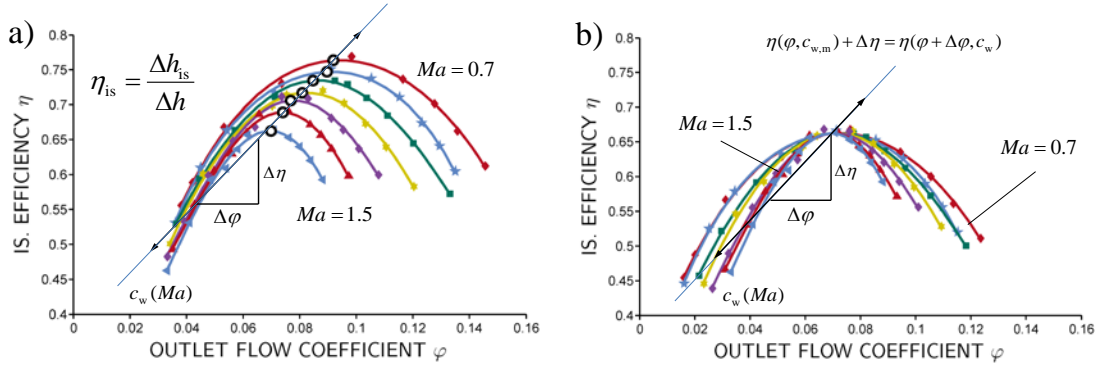 a)
η_is = Δh_is / Δh
IS. EFFICIENCY η
0.8
0.75
0.7
0.65
0.6
0.55
0.5
0.45
0.4
Ma = 0.7
Δη
Δφ
Ma = 1.5
c_w(Ma)
0
0.02
0.04
0.06
0.08
0.1
0.12
0.14
0.16
OUTLET FLOW COEFFICIENT φ
b)
η(φ, c_w,m) + Δη = η(φ + Δφ, c_w)
IS. EFFICIENCY η
0.8
0.75
0.7
0.65
0.6
0.55
0.5
0.45
0.4
Ma = 1.5
Ma = 0.7
Δη
Δφ
c_w(Ma)
0
0.02
0.04
0.06
0.08
0.1
0.12
0.14
0.16
OUTLET FLOW COEFFICIENT φ